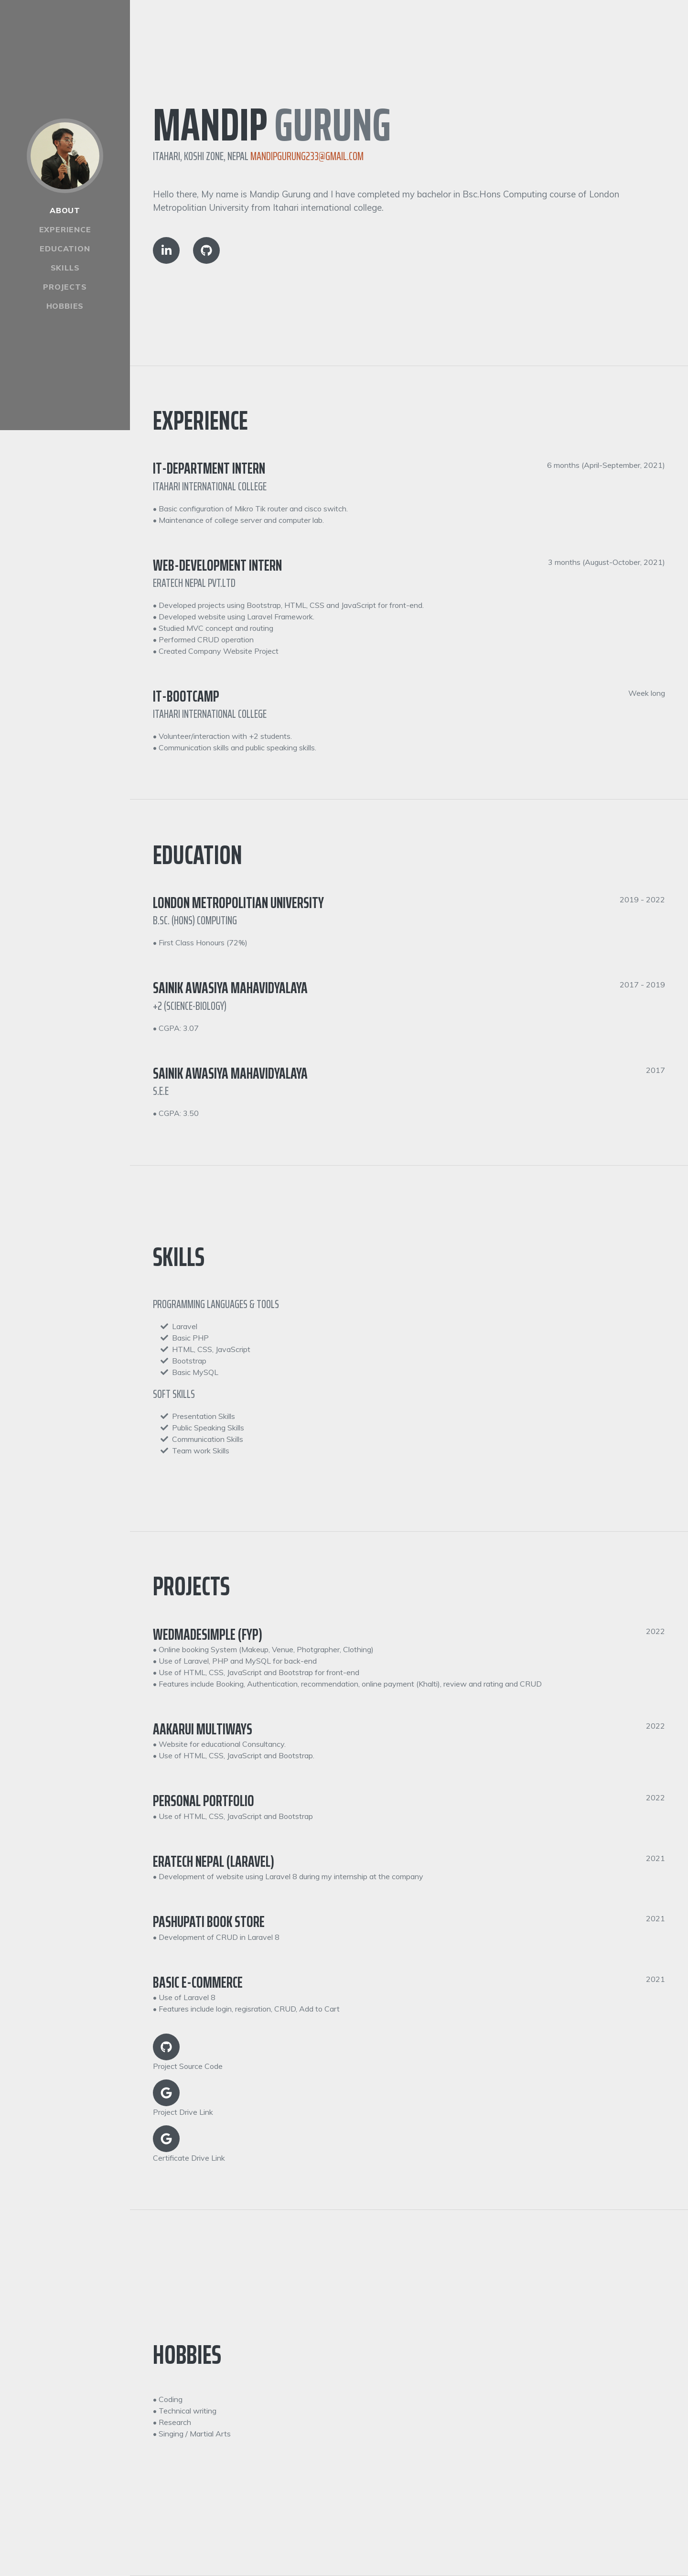 ABOUT
EXPERIENCE
EDUCATION
SKILLS
PROJECTS
HOBBIES
MANDIP GURUNG
ITAHARI, KOSHI ZONE, NEPAL MANDIPGURUNG233@GMAIL.COM
Hello there, My name is Mandip Gurung and I have completed my bachelor in Bsc.Hons Computing course of London
Metropolitian University from Itahari international college.
EXPERIENCE
IT-DEPARTMENT INTERN
6 months (April-September, 2021)
ITAHARI INTERNATIONAL COLLEGE
• Basic configuration of Mikro Tik router and cisco switch.
• Maintenance of college server and computer lab.
WEB-DEVELOPMENT INTERN
3 months (August-October, 2021)
ERATECH NEPAL PVT.LTD
• Developed projects using Bootstrap, HTML, CSS and JavaScript for front-end.
• Developed website using Laravel Framework.
• Studied MVC concept and routing
• Performed CRUD operation
• Created Company Website Project
IT-BOOTCAMP
Week long
ITAHARI INTERNATIONAL COLLEGE
• Volunteer/interaction with +2 students.
• Communication skills and public speaking skills.
EDUCATION
LONDON METROPOLITIAN UNIVERSITY
2019 - 2022
B.SC. (HONS) COMPUTING
• First Class Honours (72%)
SAINIK AWASIYA MAHAVIDYALAYA
2017 - 2019
+2 (SCIENCE-BIOLOGY)
• CGPA: 3.07
SAINIK AWASIYA MAHAVIDYALAYA
2017
S.E.E
• CGPA: 3.50
SKILLS
PROGRAMMING LANGUAGES & TOOLS
Laravel
Basic PHP
HTML, CSS, JavaScript
Bootstrap
Basic MySQL
SOFT SKILLS
Presentation Skills
Public Speaking Skills
Communication Skills
Team work Skills
PROJECTS
WEDMADESIMPLE (FYP)
2022
• Online booking System (Makeup, Venue, Photgrapher, Clothing)
• Use of Laravel, PHP and MySQL for back-end
• Use of HTML, CSS, JavaScript and Bootstrap for front-end
• Features include Booking, Authentication, recommendation, online payment (Khalti), review and rating and CRUD
AAKARUI MULTIWAYS
2022
• Website for educational Consultancy.
• Use of HTML, CSS, JavaScript and Bootstrap.
PERSONAL PORTFOLIO
2022
• Use of HTML, CSS, JavaScript and Bootstrap
ERATECH NEPAL (LARAVEL)
2021
• Development of website using Laravel 8 during my internship at the company
PASHUPATI BOOK STORE
2021
• Development of CRUD in Laravel 8
BASIC E-COMMERCE
2021
• Use of Laravel 8
• Features include login, regisration, CRUD, Add to Cart
Project Source Code
Project Drive Link
Certificate Drive Link
HOBBIES
• Coding
• Technical writing
• Research
• Singing / Martial Arts